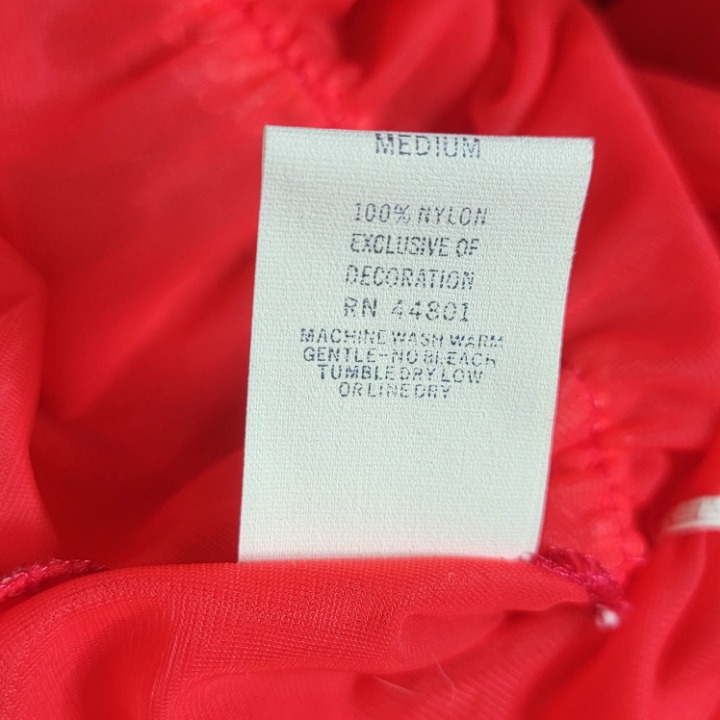 MEDIUM
100% NYLON
EXCLUSIVE OF
DECORATION
RN 44801
MACHINE WASH WARM
GENTLE-NO BLEACH
TUMBLE DRY LOW
OR LINE DRY